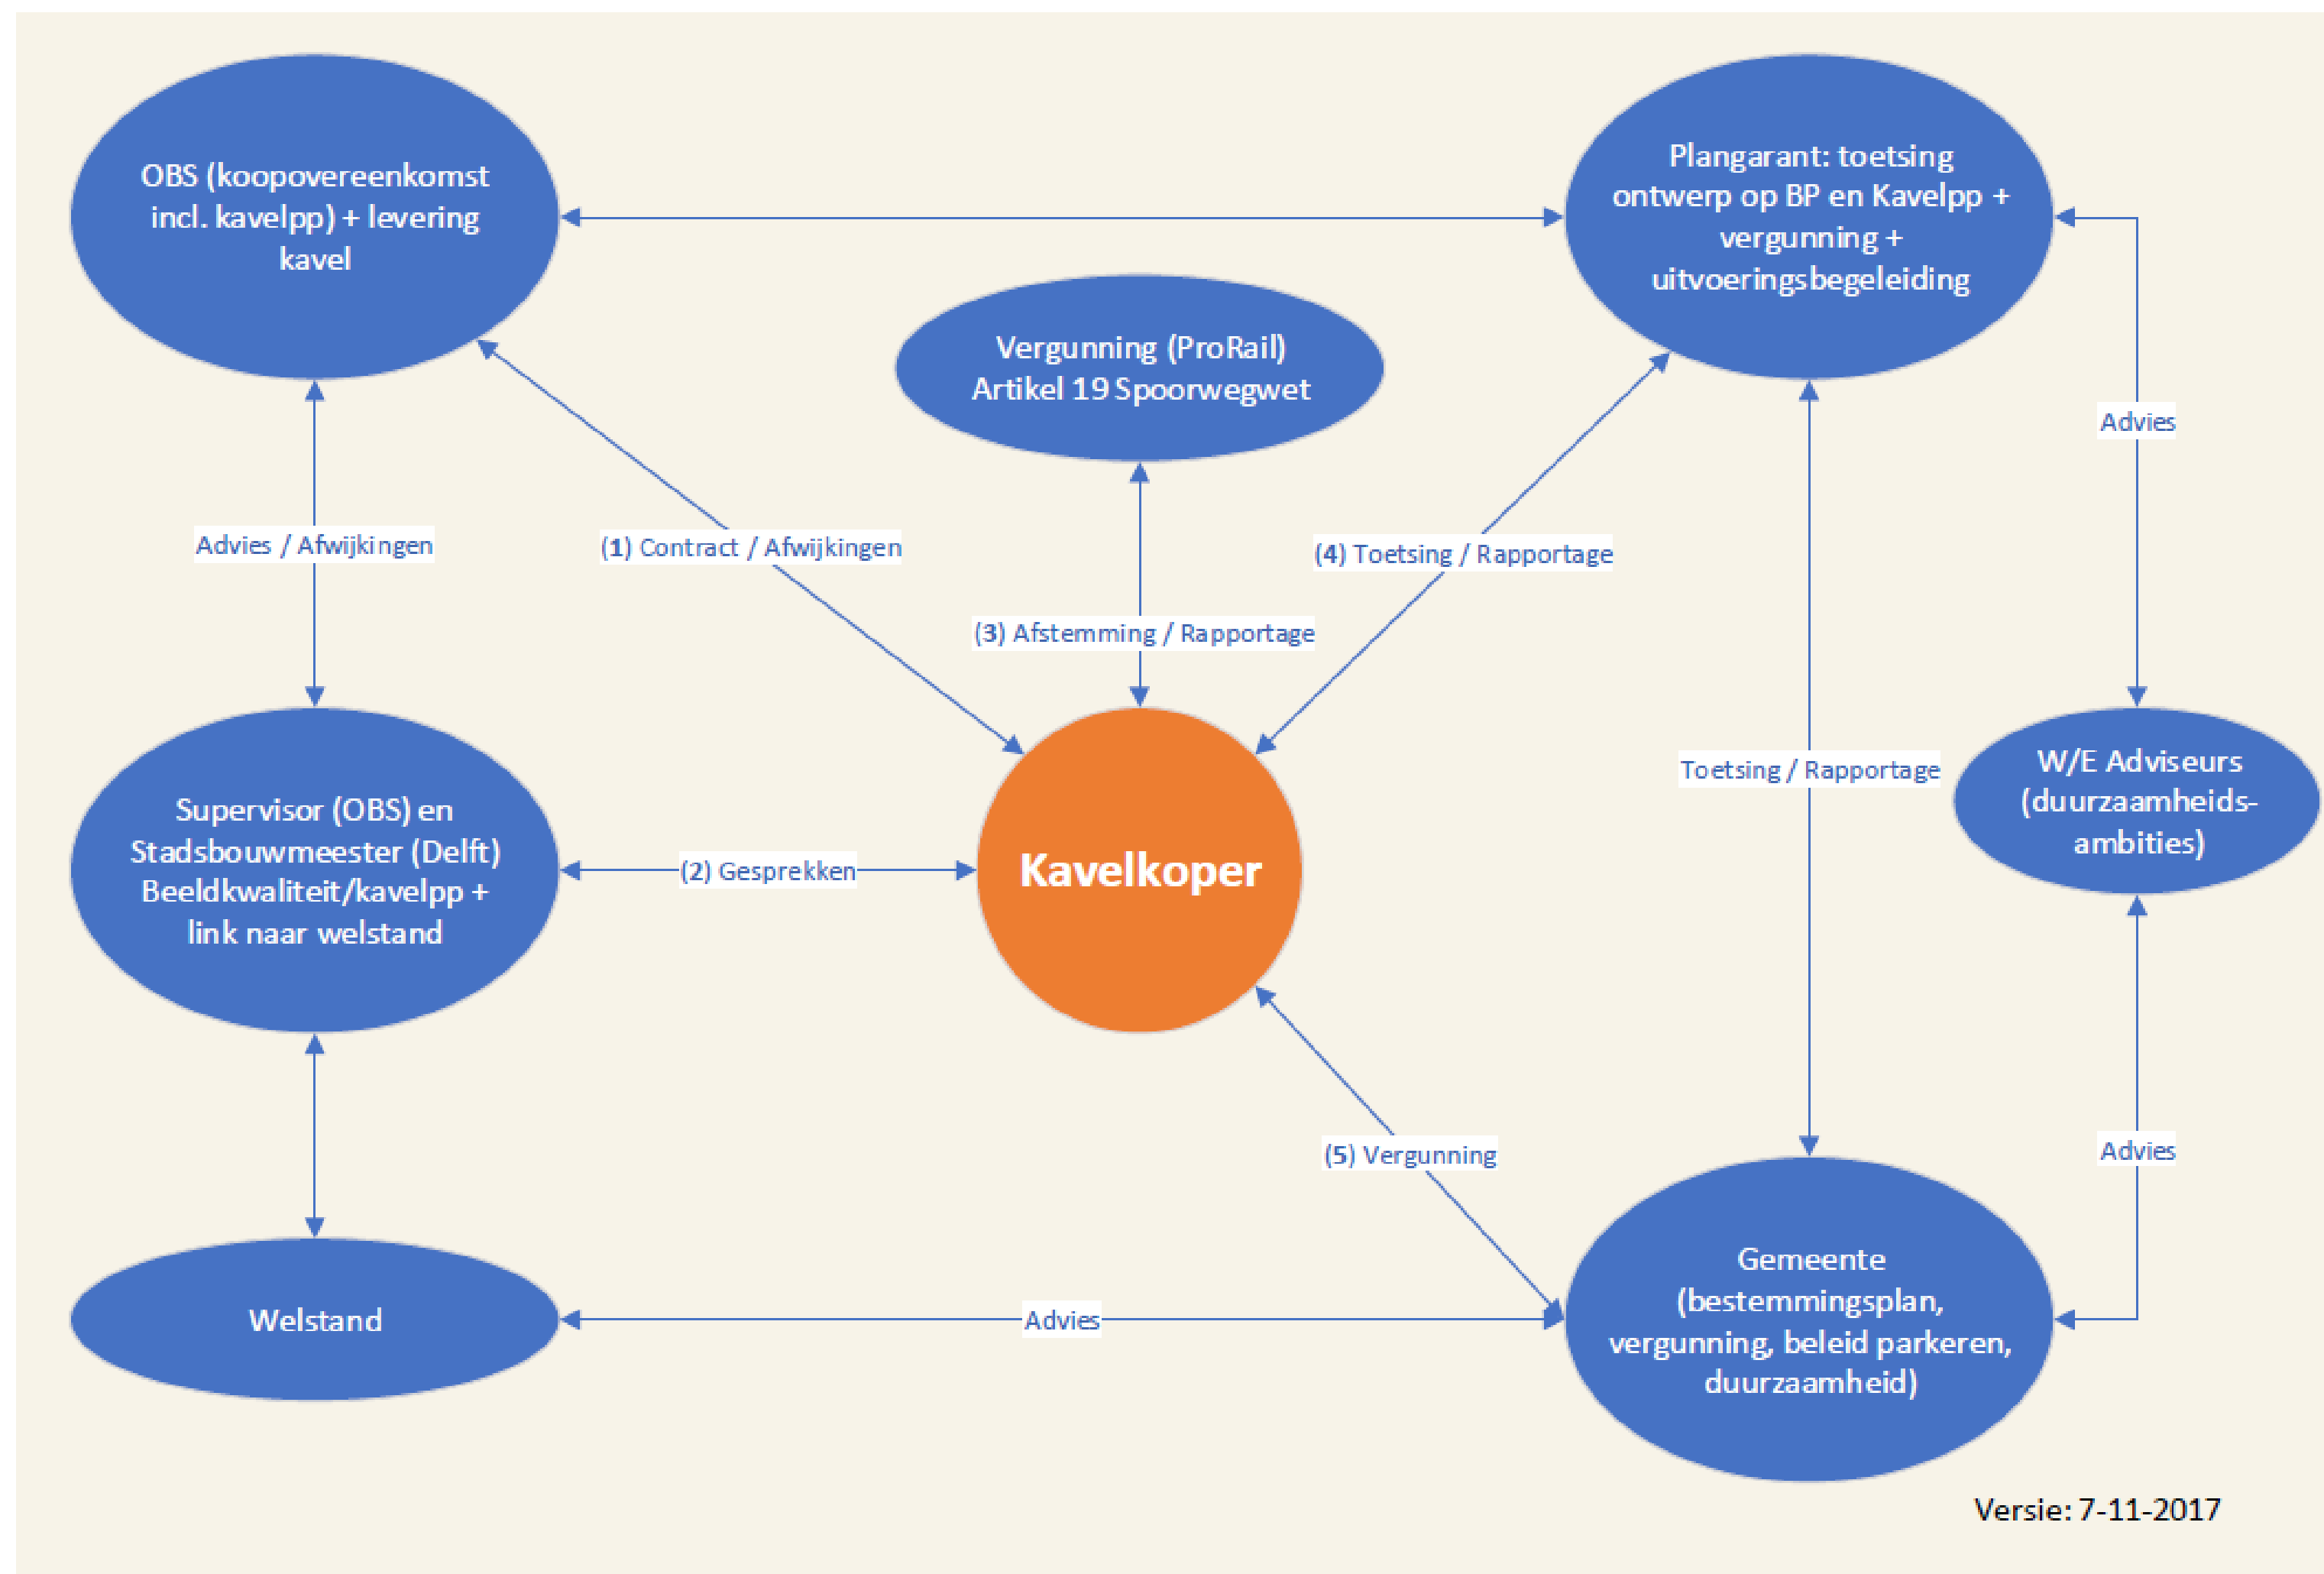 OBS (koopovereenkomst
incl. kavelpp) + levering
kavel
Plangarant: toetsing
ontwerp op BP en Kavelpp +
vergunning +
uitvoeringsbegeleiding
Vergunning (ProRail)
Artikel 19 Spoorwegwet
Advies
Advies / Afwijkingen
(1) Contract / Afwijkingen
(4) Toetsing / Rapportage
(3) Afstemming / Rapportage
Toetsing / Rapportage
W/E Adviseurs
(duurzaamheids-
ambities)
Supervisor (OBS) en
Stadsbouwmeester (Delft)
Beeldkwaliteit/kavelpp +
link naar welstand
(2) Gesprekken
Kavelkoper
(5) Vergunning
Advies
Welstand
Advies
Gemeente
(bestemmingsplan,
vergunning, beleid parkeren,
duurzaamheid)
Versie: 7-11-2017